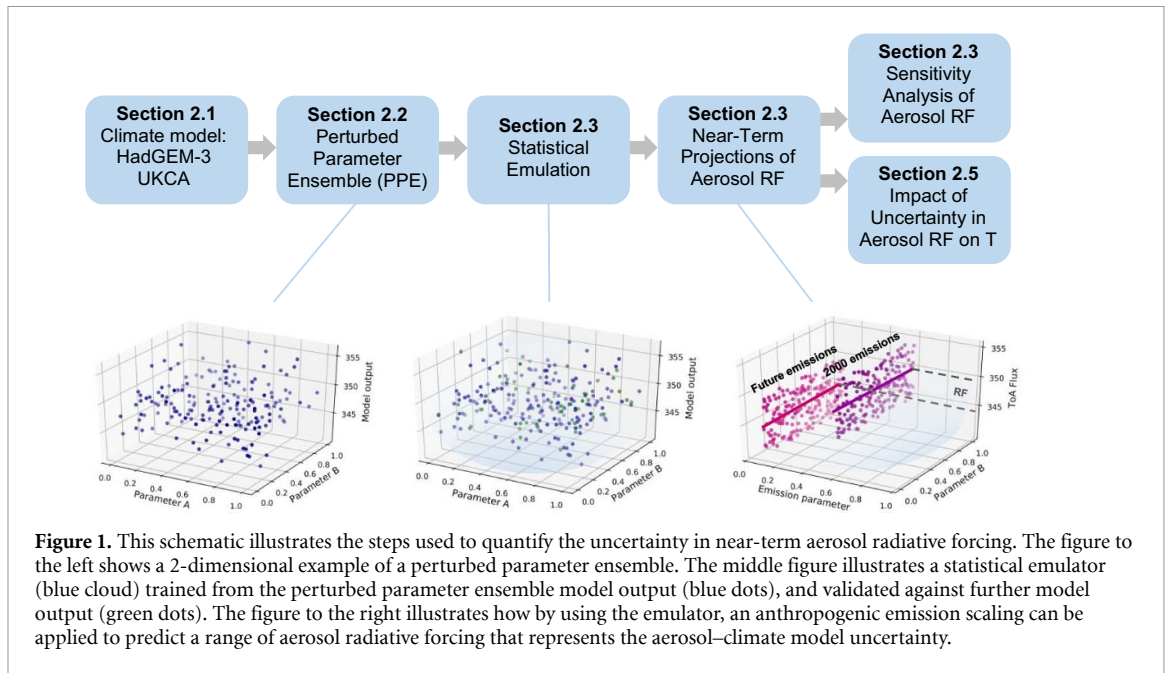 Section 2.1
Climate model:
HadGEM-3
UKCA
Section 2.2
Perturbed
Parameter
Ensemble (PPE)
Section 2.3
Statistical
Emulation
Section 2.3
Near-Term
Projections of
Aerosol RF
Section 2.3
Sensitivity
Analysis of
Aerosol RF
Section 2.5
Impact of
Uncertainty in
Aerosol RF on T
355
350
345
Model output
0.0
0.2
0.4
0.6
0.8
1.0
Parameter A
0.0
0.2
0.4
0.6
0.8
1.0
Parameter B
355
350
345
Model output
0.0
0.2
0.4
0.6
0.8
1.0
Parameter A
0.0
0.2
0.4
0.6
0.8
1.0
Parameter B
Future emissions
2000 emissions
RF
355
350
345
ToA Flux
0.0
0.2
0.4
0.6
0.8
1.0
Emission parameter
0.0
0.2
0.4
0.6
0.8
1.0
Parameter B
Figure 1. This schematic illustrates the steps used to quantify the uncertainty in near-term aerosol radiative forcing. The figure to
the left shows a 2-dimensional example of a perturbed parameter ensemble. The middle figure illustrates a statistical emulator
(blue cloud) trained from the perturbed parameter ensemble model output (blue dots), and validated against further model
output (green dots). The figure to the right illustrates how by using the emulator, an anthropogenic emission scaling can be
applied to predict a range of aerosol radiative forcing that represents the aerosol–climate model uncertainty.